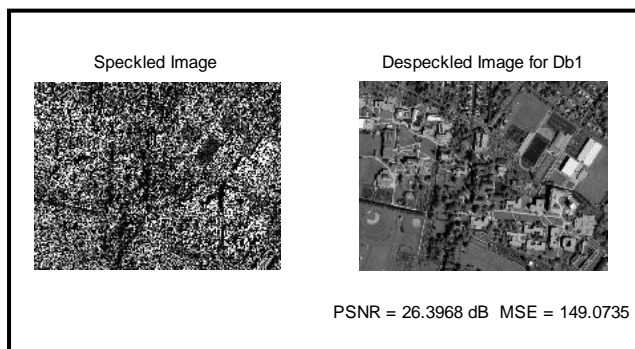 Speckled Image
Despeckled Image for Db1
PSNR = 26.3968 dB  MSE = 149.0735